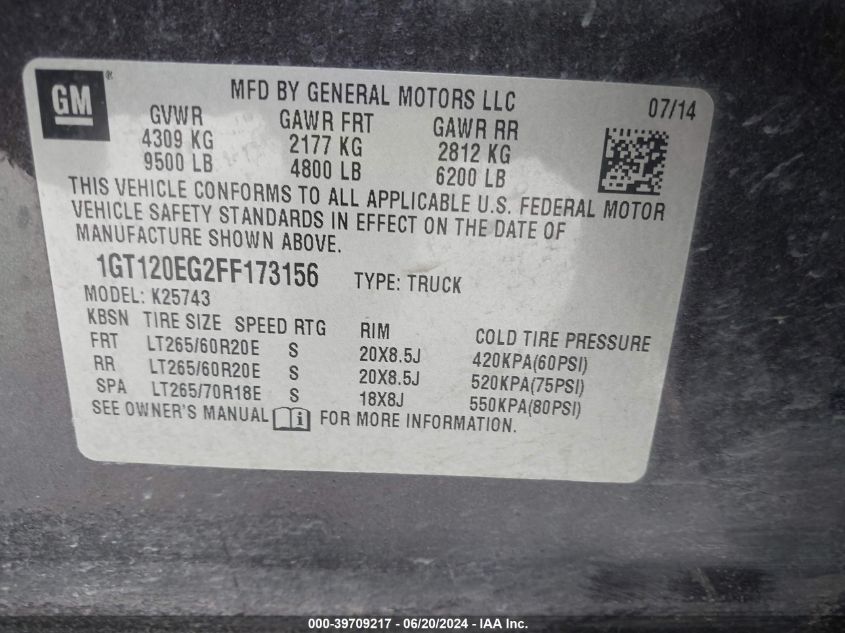 GM ®
MFD BY GENERAL MOTORS LLC 07/14
GVWR GAWR FRT GAWR RR
4309 KG 2177 KG 2812 KG
9500 LB 4800 LB 6200 LB
THIS VEHICLE CONFORMS TO ALL APPLICABLE U.S. FEDERAL MOTOR
VEHICLE SAFETY STANDARDS IN EFFECT ON THE DATE OF
MANUFACTURE SHOWN ABOVE.
1GT120EG2FF173156 TYPE: TRUCK
MODEL: K25743
KBSN TIRE SIZE SPEED RTG RIM COLD TIRE PRESSURE
FRT LT265/60R20E S 20X8.5J 420KPA(60PSI)
RR LT265/60R20E S 20X8.5J 520KPA(75PSI)
SPA LT265/70R18E S 18X8J 550KPA(80PSI)
SEE OWNER'S MANUAL i FOR MORE INFORMATION.
000-39709217 - 06/20/2024 - IAA Inc.